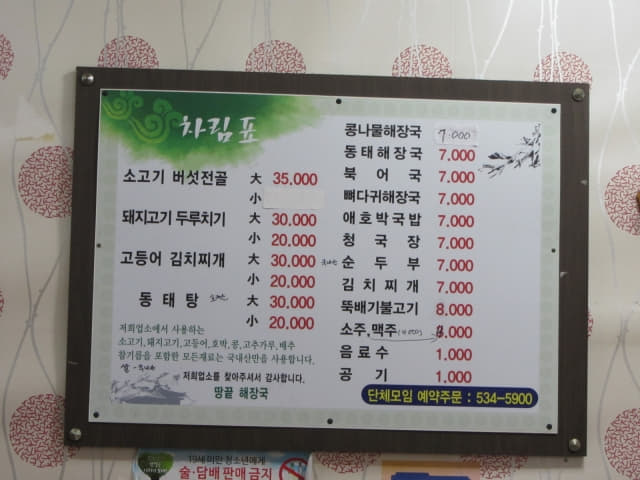 차림표
소고기 버섯전골 大 35.000
小
돼지고기 두루치기 大 30.000
小 20.000
고등어 김치찌개 大 30.000
小 20.000
동태탕 大 30.000
小 20.000
저희업소에서 사용하는
소고기,돼지고기,고등어,호박,콩,고추가루,배추
참기름을 포함한 모든재료는 국내산만을 사용합니다.
저희업소를 찾아주셔서 감사합니다.
땅끝 해장국
콩나물해장국 7.000
동태해장국 7.000
북어국 7.000
뼈다귀해장국 7.000
애호박국밥 7.000
청국장 7.000
순두부 7.000
김치찌개 7.000
뚝배기불고기 8.000
소주,맥주 .000
음료수 1.000
공기 1.000
단체모임 예약주문 : 534-5900
19세 미만 청소년에게
술·담배 판매 금지